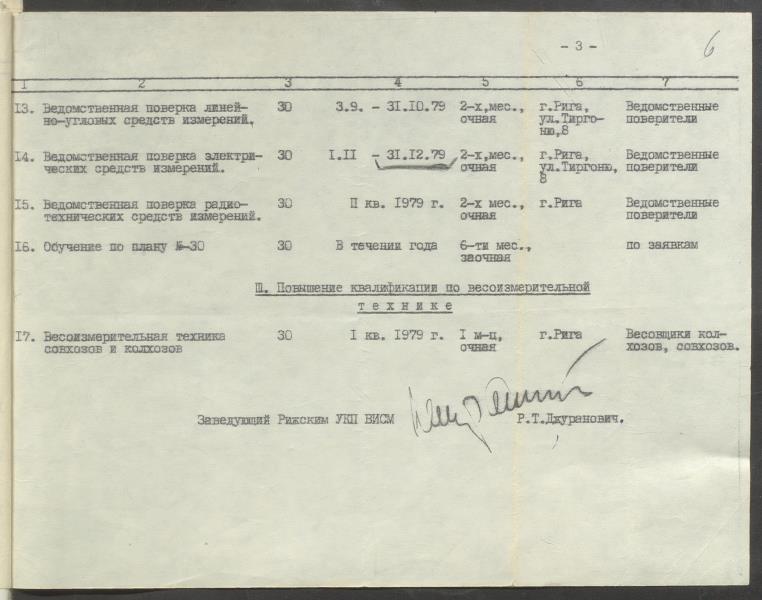 - 3 -
6
1 2 3 4 5 6 7
13. Ведомственная поверка линей- 30 3.9. - 31.10.79 2-х,мес., г.Рига, Ведомственные
но-угловых средств измерений. очная ул.Тирго- поверители
ню,8
14. Ведомственная поверка электри- 30 I.II - 31.12.79 2-х,мес., г.Рига, Ведомственные
ческих средств измерений. очная ул.Тиргоню, поверители
8
15. Ведомственная поверка радио- 30 II кв. 1979 г. 2-х мес., г.Рига Ведомственные
технических средств измерений. очная поверители
16. Обучение по плану №-30 30 В течении года 6-ти мес., по заявкам
заочная
Ш. Повышение квалификации по весоизмерительной
т е х н и к е
17. Весоизмерительная техника 30 I кв. 1979 г. I м-ц, г.Рига Весовщики кол-
совхозов и колхозов очная хозов, совхозов.
Заведующий Рижским УКП ВИСМ Р.Т.Джуранович.